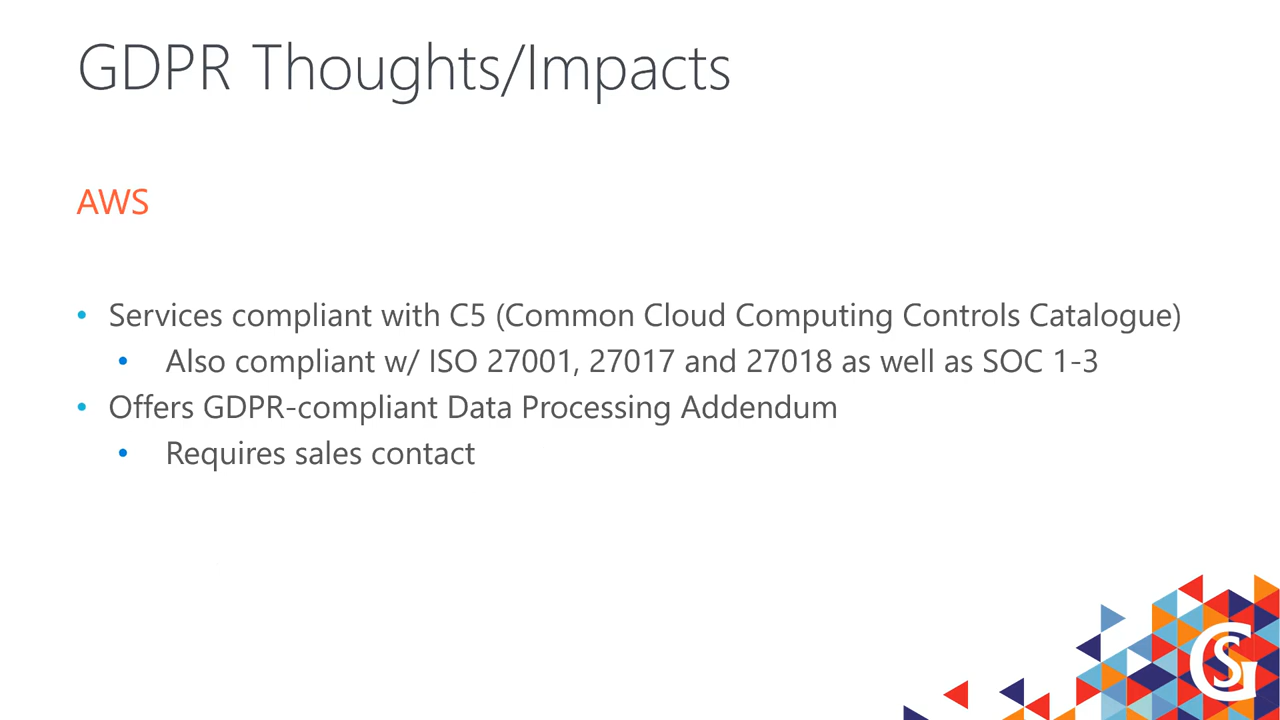 GDPR Thoughts/Impacts
AWS
• Services compliant with C5 (Common Cloud Computing Controls Catalogue)
• Also compliant w/ ISO 27001, 27017 and 27018 as well as SOC 1-3
• Offers GDPR-compliant Data Processing Addendum
• Requires sales contact
GS